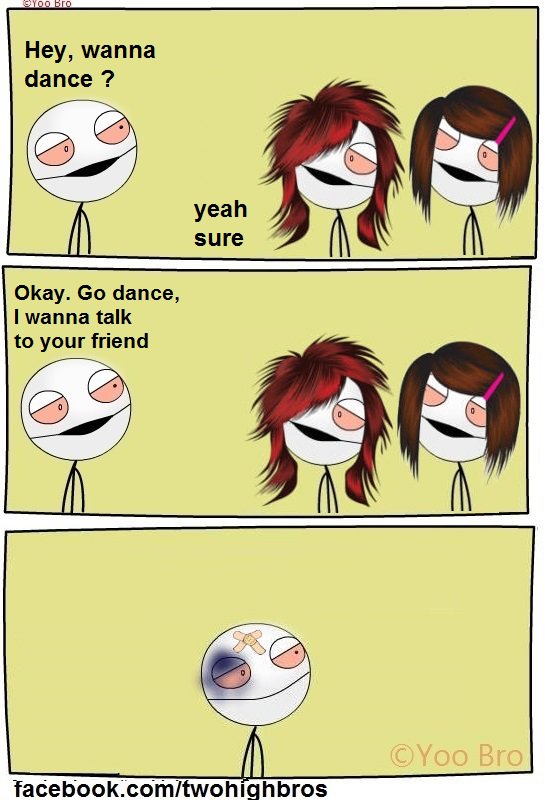 ©Yoo Bro
Hey, wanna
dance ?
yeah
sure
Okay. Go dance,
I wanna talk
to your friend
©Yoo Bro
facebook.com/twohighbros